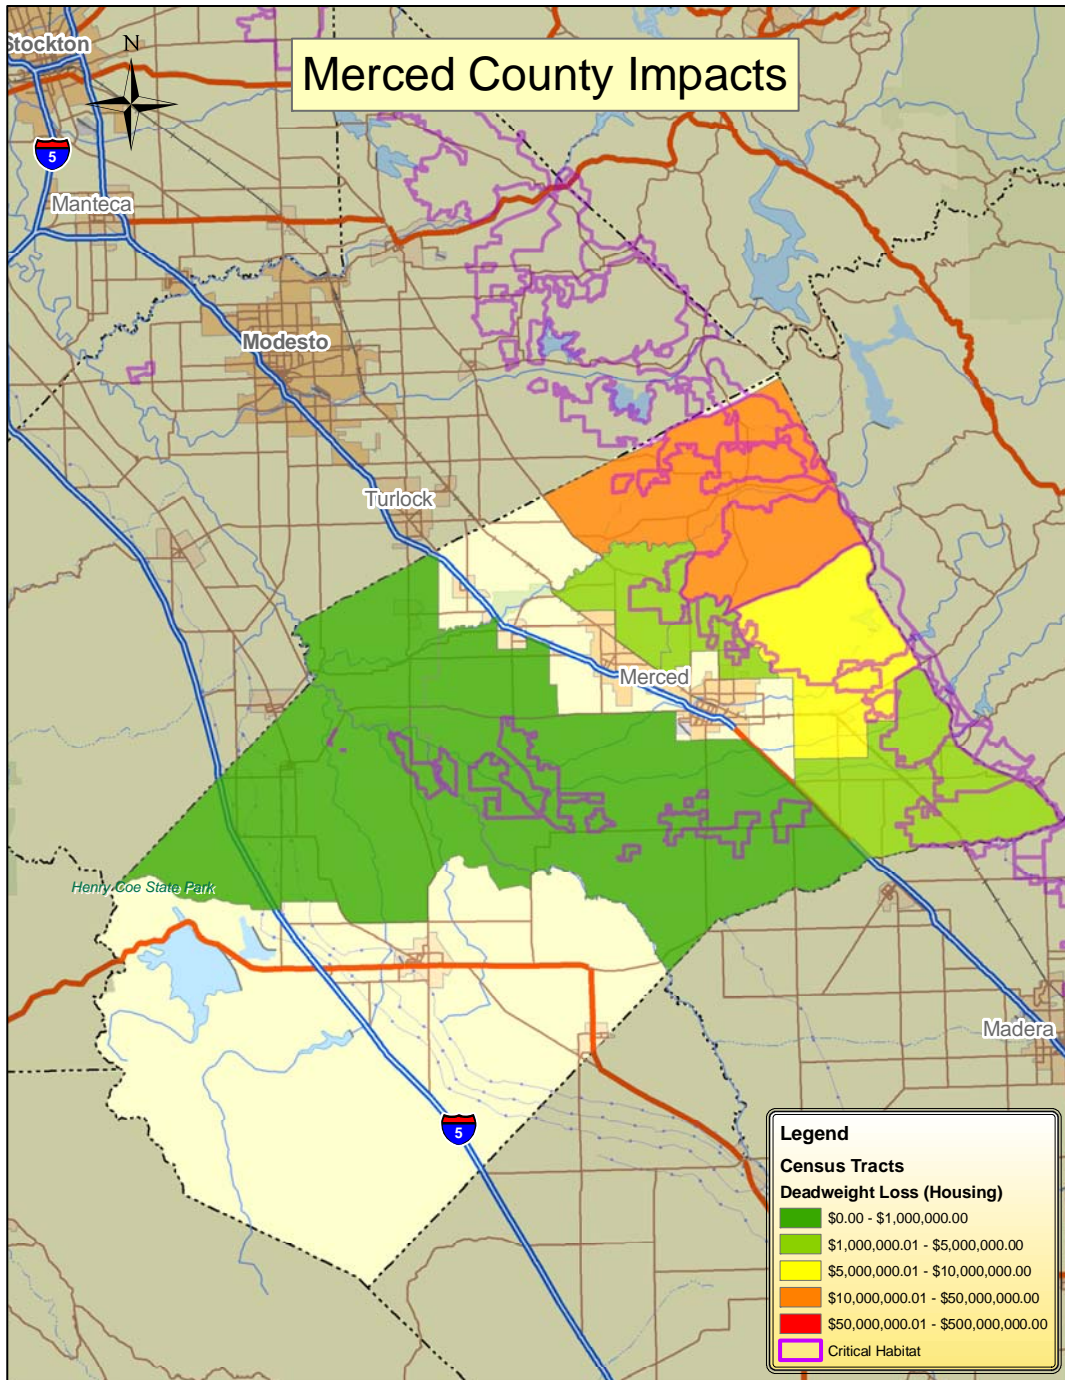 Stockton
N
Merced County Impacts
5
Manteca
Modesto
Turlock
Merced
Henry Coe State Park
Madera
5
Legend
Census Tracts
Deadweight Loss (Housing)
$0.00 - $1,000,000.00
$1,000,000.01 - $5,000,000.00
$5,000,000.01 - $10,000,000.00
$10,000,000.01 - $50,000,000.00
$50,000,000.01 - $500,000,000.00
Critical Habitat